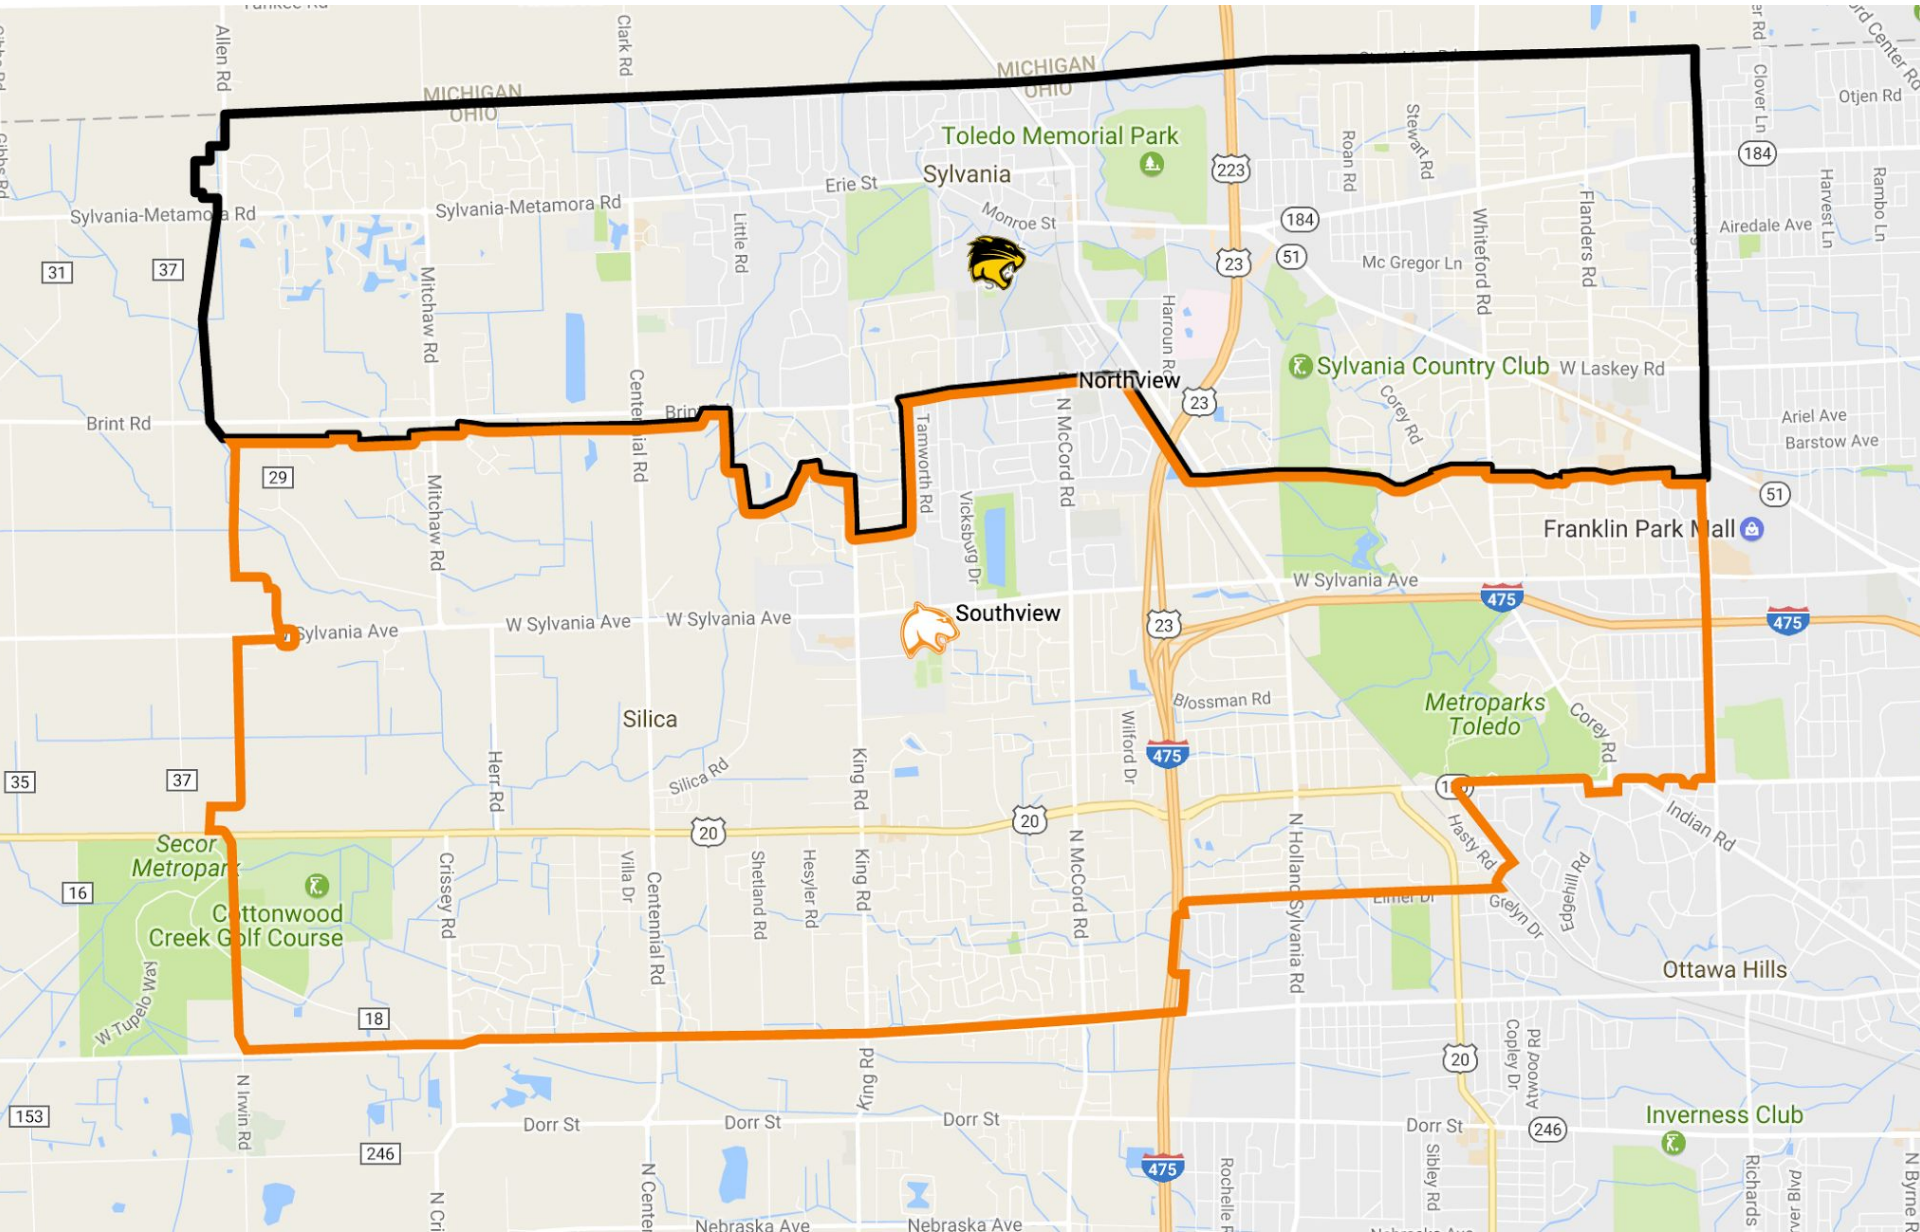 Allen Rd
Clark Rd
MICHIGAN
OHIO
MICHIGAN
OHIO
Clover Ln
Otjen Rd
Toledo Memorial Park
Sylvania
Erie St
Monroe St
223
Roan Rd
Stewart Rd
184
Harvest Ln
Rambo Ln
Sylvania-Metamora Rd
Sylvania-Metamora Rd
Little Rd
184
51
23
Mc Gregor Ln
Whiteford Rd
Flanders Rd
Airedale Ave
31
37
Mitchaw Rd
Harroun Rd
Sylvania Country Club
W Laskey Rd
Corey Rd
Northview
23
Brint Rd
Centennial Rd
Ariel Ave
Barstow Ave
Tamworth Rd
N McCord Rd
29
Mitchaw Rd
Vicksburg Dr
51
Franklin Park Mall
W Sylvania Ave
475
475
Sylvania Ave
W Sylvania Ave
W Sylvania Ave
Southview
23
Silica
Blossman Rd
Metroparks
Toledo
Corey Rd
Wilford Dr
475
35
37
Herr Rd
Silica Rd
King Rd
20
20
Indian Rd
Hasty Rd
Secor
Metropark
16
Cottonwood
Creek Golf Course
Crissey Rd
Villa Dr
Centennial Rd
Shetland Rd
Hesyler Rd
King Rd
N McCord Rd
N Holland Sylvania Rd
Grelyn Dr
Edgehill Rd
Ottawa Hills
W Tupelo Way
18
N Irwin Rd
King Rd
20
Copley Dr
Atwood Rd
153
246
Dorr St
Dorr St
Dorr St
Dorr St
246
Inverness Club
475
Rochelle
Sibley Rd
Richards
N Byrne R
Nebraska Ave
Nebraska Ave